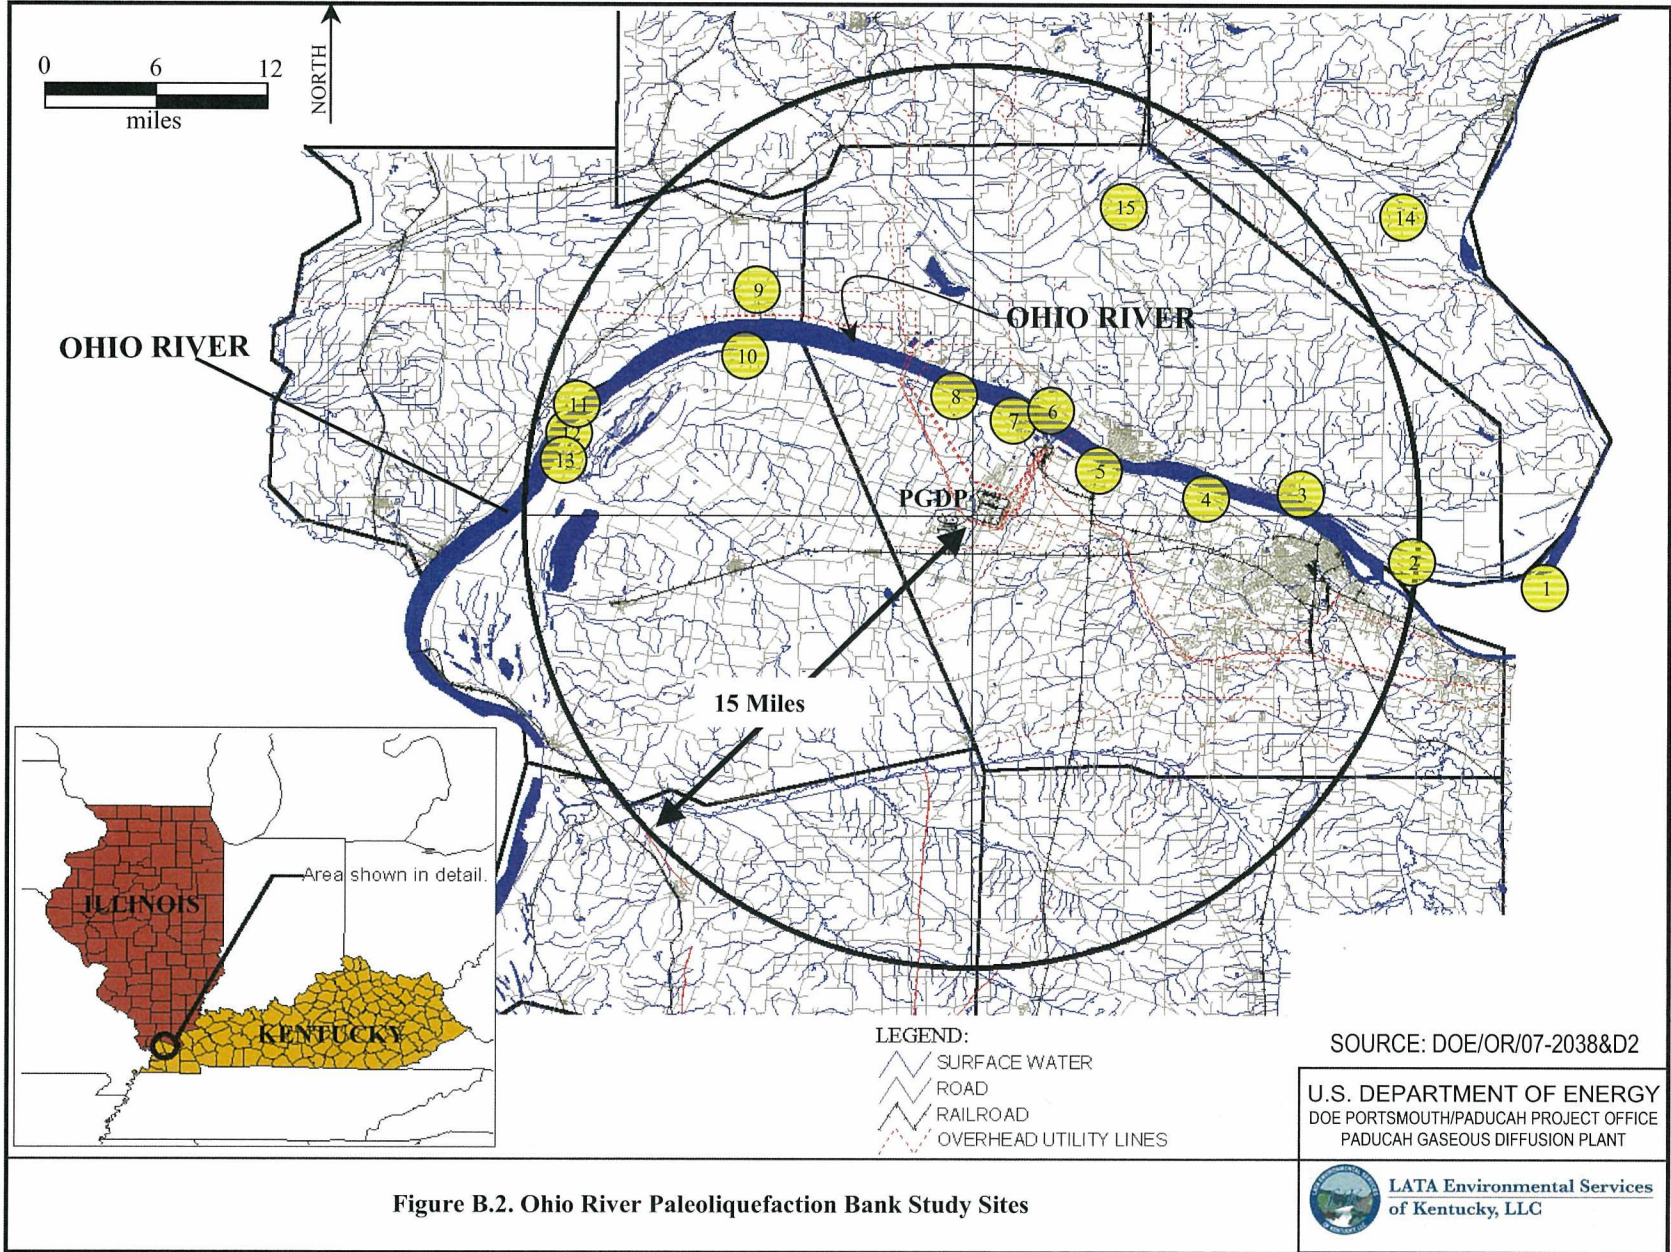 0 6 12
miles
NORTH
15
14
9
OHIO RIVER
OHIO RIVER
10
11
8
6
7
12
13
5
PGDP
4
3
2
1
15 Miles
Area shown in detail.
ILLINOIS
KENTUCKY
LEGEND:
SURFACE WATER
ROAD
RAILROAD
OVERHEAD UTILITY LINES
SOURCE: DOE/OR/07-2038&D2
U.S. DEPARTMENT OF ENERGY
DOE PORTSMOUTH/PADUCAH PROJECT OFFICE
PADUCAH GASEOUS DIFFUSION PLANT
Figure B.2. Ohio River Paleoliquefaction Bank Study Sites
LATA Environmental Services
of Kentucky, LLC